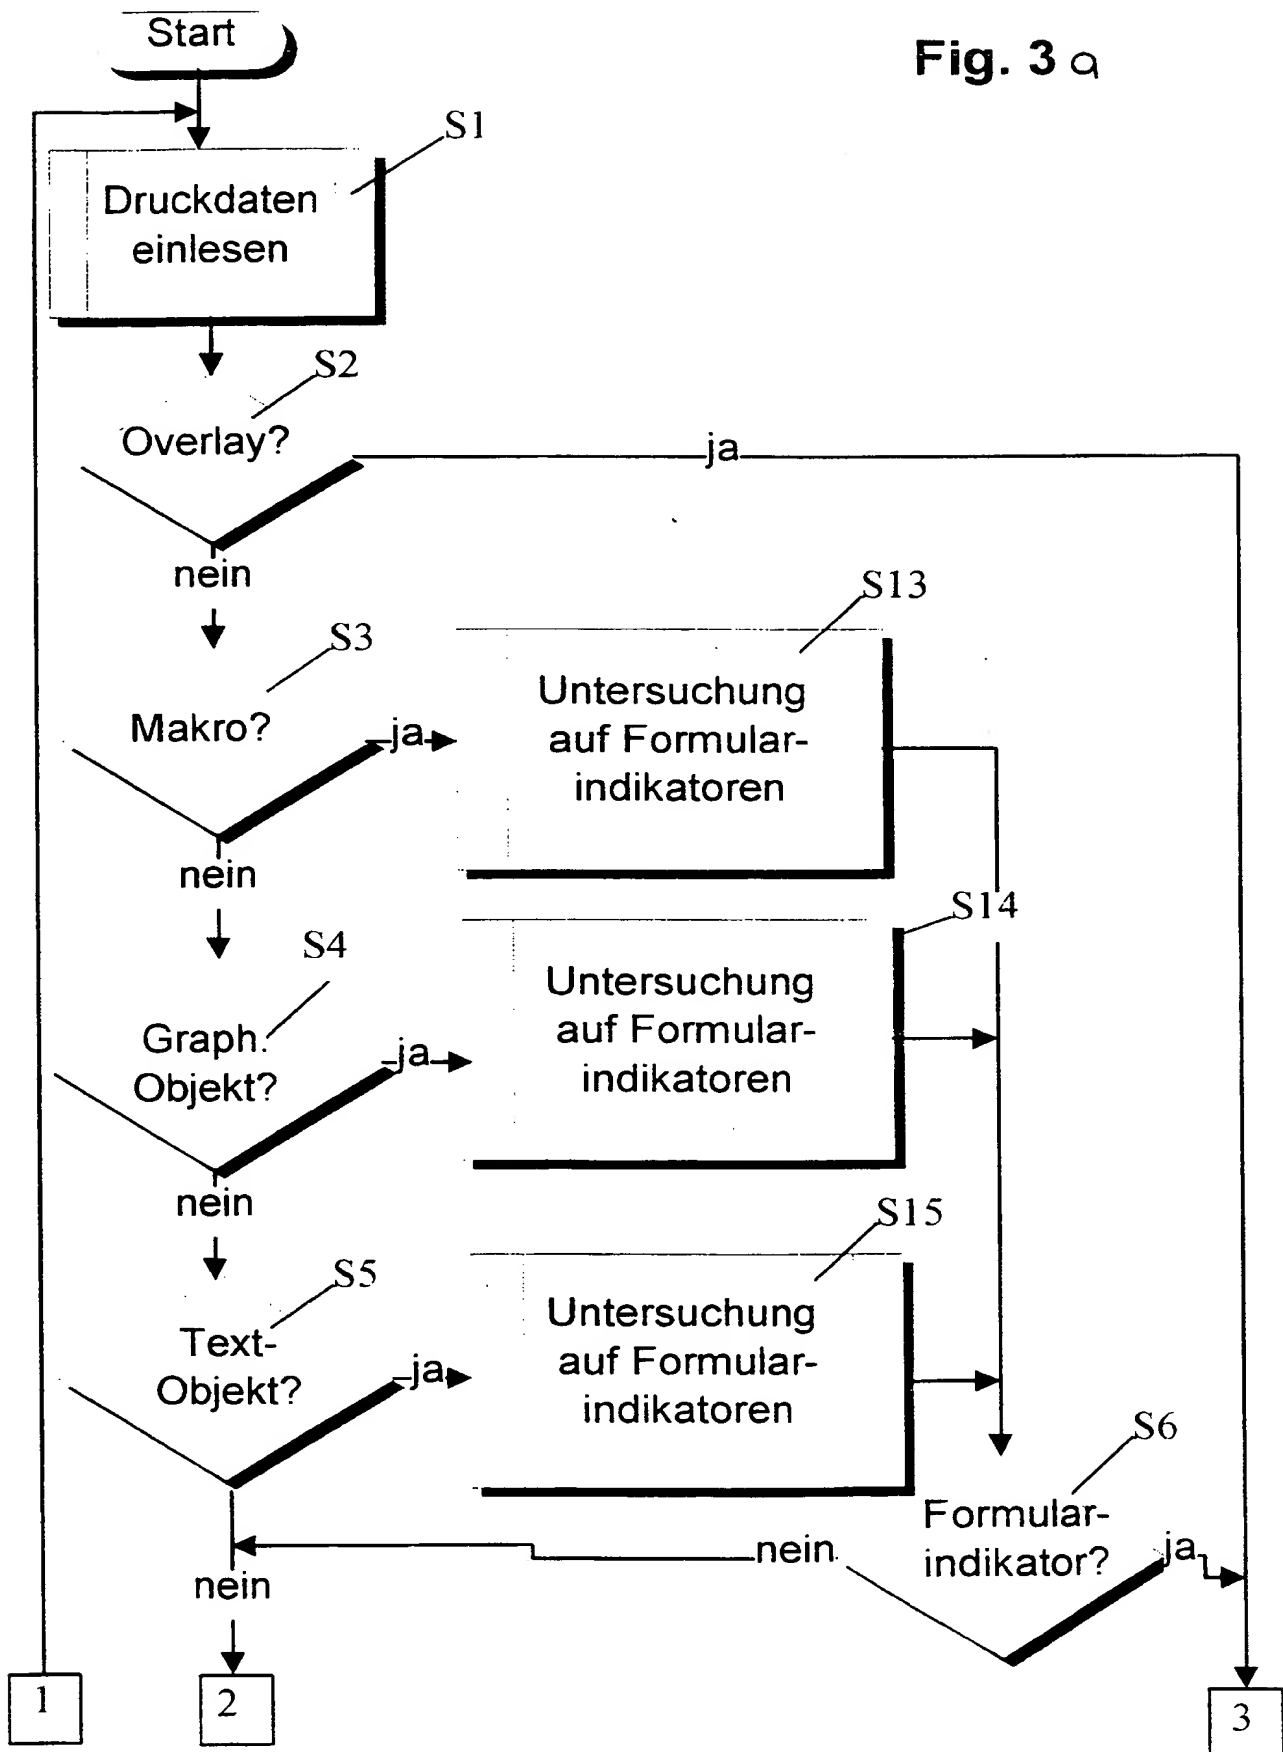 Start
Fig. 3 a
S1
Druckdaten
einlesen
S2
Overlay?
ja
nein
S13
S3
Untersuchung
auf Formular-
indikatoren
Makro?
ja
nein
S14
S4
Untersuchung
auf Formular-
indikatoren
Graph.
Objekt?
ja
nein
S15
S5
Untersuchung
auf Formular-
indikatoren
Text-
Objekt?
ja
S6
Formular-
indikator?
ja
nein
nein
1
2
3